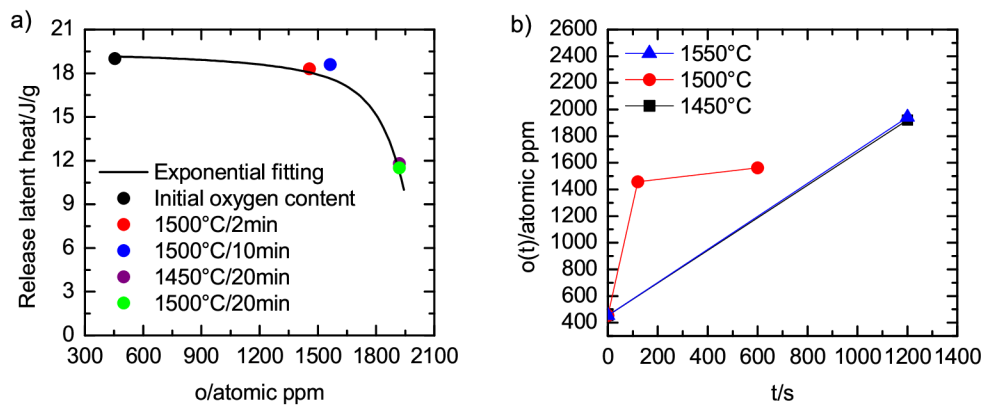 a)
Release latent heat/J/g
24
21
18
15
12
9
6
3
0
300 600 900 1200 1500 1800 2100
o/atomic ppm
Exponential fitting
Initial oxygen content
1500°C/2min
1500°C/10min
1450°C/20min
1500°C/20min
b)
o(t)/atomic ppm
2600
2400
2200
2000
1800
1600
1400
1200
1000
800
600
400
0 200 400 600 800 1000 1200 1400
t/s
1550°C
1500°C
1450°C